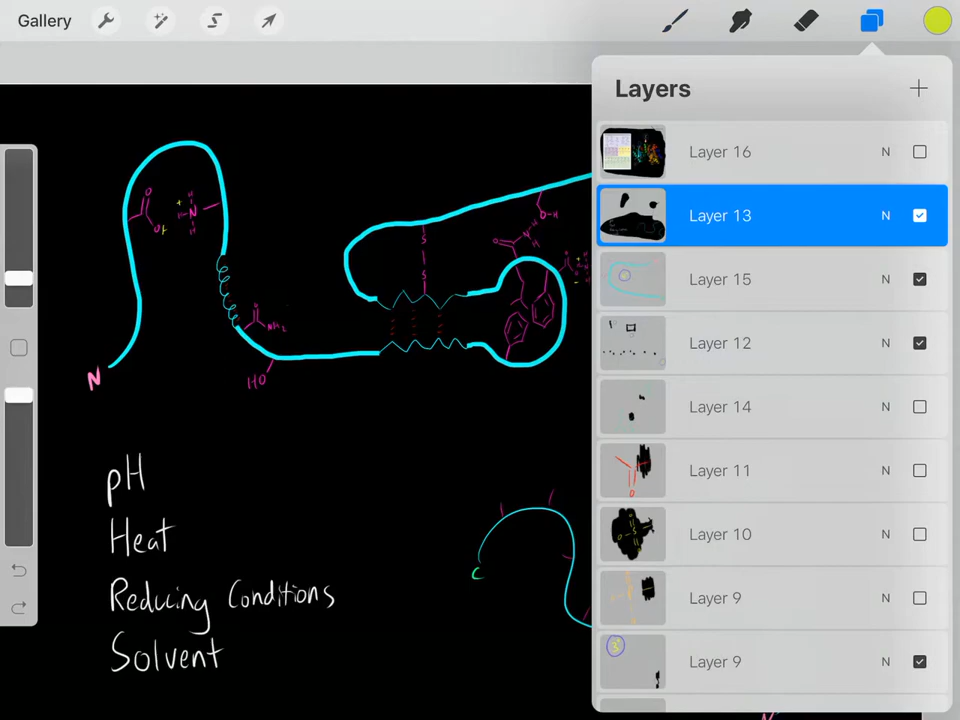 Gallery
Layers
Layer 16 N
Layer 13 N
Layer 15 N
Layer 12 N
Layer 14 N
Layer 11 N
Layer 10 N
Layer 9 N
Layer 9 N
O
O
H
H N
H
+
S
S
O
NH2
HO
N
O-H
O
N H
H
pH
Heat
Reducing Conditions
Solvent
C
N